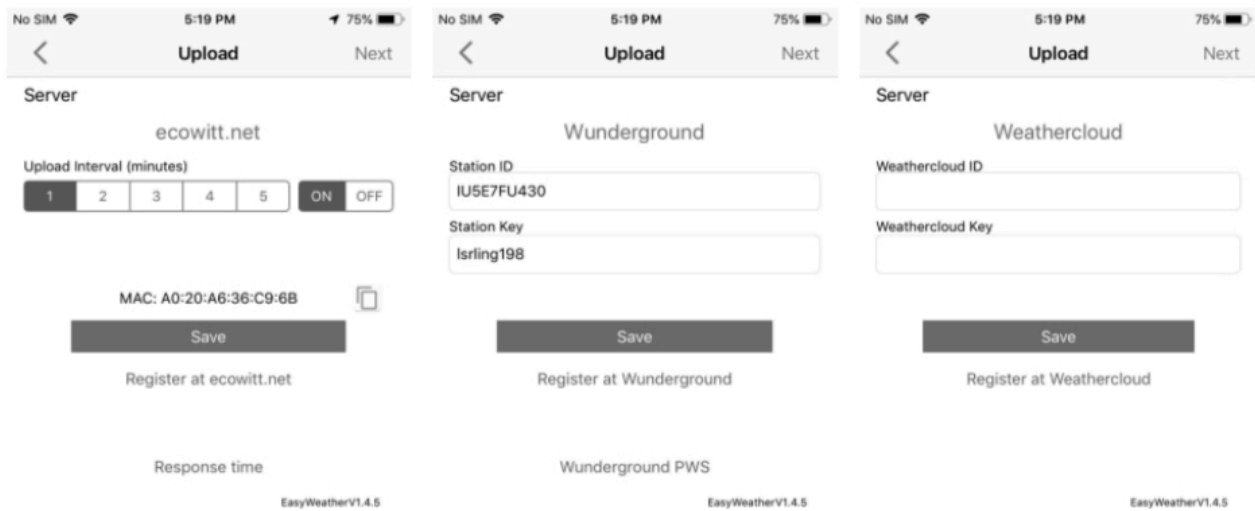 No SIM 5:19 PM 75%
Upload Next
Server
ecowitt.net
Upload Interval (minutes)
1 2 3 4 5 ON OFF
MAC: A0:20:A6:36:C9:6B
Save
Register at ecowitt.net
Response time
EasyWeatherV1.4.5
No SIM 5:19 PM 75%
Upload Next
Server
Wunderground
Station ID
IU5E7FU430
Station Key
lsrling198
Save
Register at Wunderground
Wunderground PWS
EasyWeatherV1.4.5
No SIM 5:19 PM 75%
Upload Next
Server
Weathercloud
Weathercloud ID
Weathercloud Key
Save
Register at Weathercloud
EasyWeatherV1.4.5